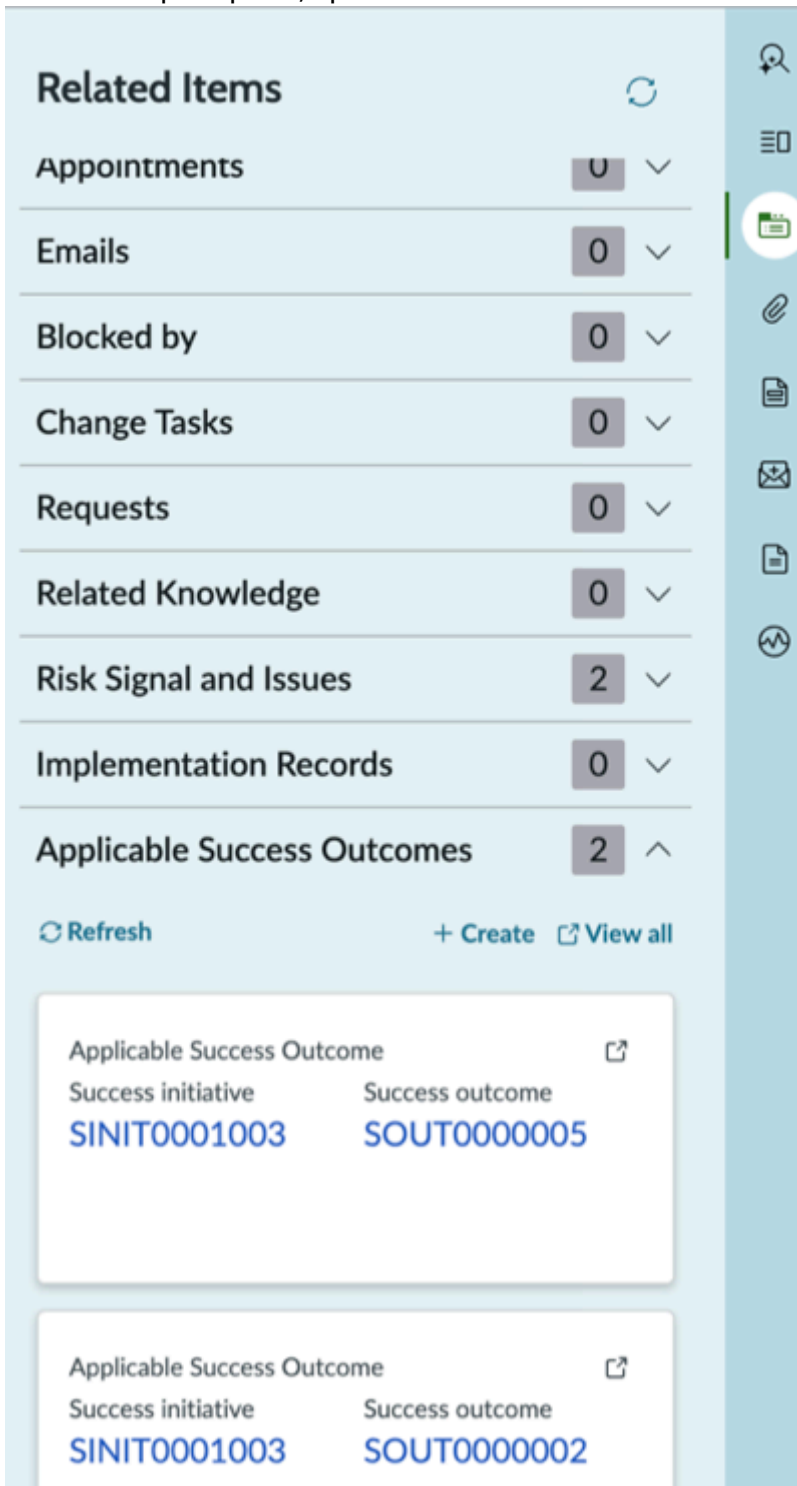 Related Items
Appointments 0
Emails 0
Blocked by 0
Change Tasks 0
Requests 0
Related Knowledge 0
Risk Signal and Issues 2
Implementation Records 0
Applicable Success Outcomes 2
Refresh + Create View all
Applicable Success Outcome
Success initiative Success outcome
SINIT0001003 SOUT0000005
Applicable Success Outcome
Success initiative Success outcome
SINIT0001003 SOUT0000002